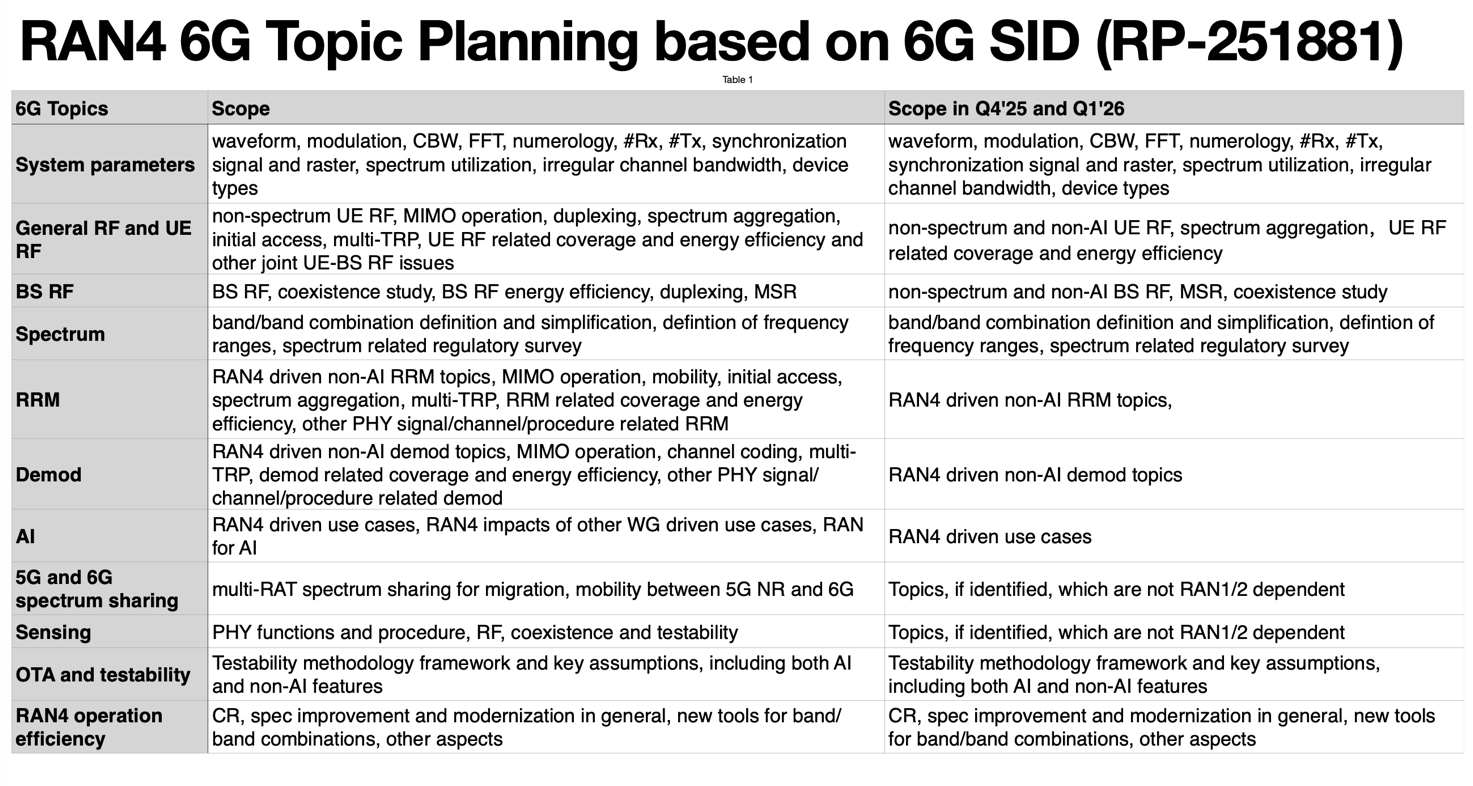 RAN4 6G Topic Planning based on 6G SID (RP-251881)
Table 1
6G Topics
Scope
Scope in Q4'25 and Q1'26
System parameters
waveform, modulation, CBW, FFT, numerology, #Rx, #Tx, synchronization
signal and raster, spectrum utilization, irregular channel bandwidth, device
types
waveform, modulation, CBW, FFT, numerology, #Rx, #Tx,
synchronization signal and raster, spectrum utilization, irregular
channel bandwidth, device types
General RF and UE
RF
non-spectrum UE RF, MIMO operation, duplexing, spectrum aggregation,
initial access, multi-TRP, UE RF related coverage and energy efficiency and
other joint UE-BS RF issues
non-spectrum and non-AI UE RF, spectrum aggregation, UE RF
related coverage and energy efficiency
BS RF
BS RF, coexistence study, BS RF energy efficiency, duplexing, MSR
non-spectrum and non-AI BS RF, MSR, coexistence study
Spectrum
band/band combination definition and simplification, defintion of frequency
ranges, spectrum related regulatory survey
band/band combination definition and simplification, defintion of
frequency ranges, spectrum related regulatory survey
RRM
RAN4 driven non-AI RRM topics, MIMO operation, mobility, initial access,
spectrum aggregation, multi-TRP, RRM related coverage and energy
efficiency, other PHY signal/channel/procedure related RRM
RAN4 driven non-AI RRM topics,
Demod
RAN4 driven non-AI demod topics, MIMO operation, channel coding, multi-
TRP, demod related coverage and energy efficiency, other PHY signal/
channel/procedure related demod
RAN4 driven non-AI demod topics
AI
RAN4 driven use cases, RAN4 impacts of other WG driven use cases, RAN
for AI
RAN4 driven use cases
5G and 6G
spectrum sharing
multi-RAT spectrum sharing for migration, mobility between 5G NR and 6G
Topics, if identified, which are not RAN1/2 dependent
Sensing
PHY functions and procedure, RF, coexistence and testability
Topics, if identified, which are not RAN1/2 dependent
OTA and testability
Testability methodology framework and key assumptions, including both AI
and non-AI features
Testability methodology framework and key assumptions,
including both AI and non-AI features
RAN4 operation
efficiency
CR, spec improvement and modernization in general, new tools for band/
band combinations, other aspects
CR, spec improvement and modernization in general, new tools
for band/band combinations, other aspects